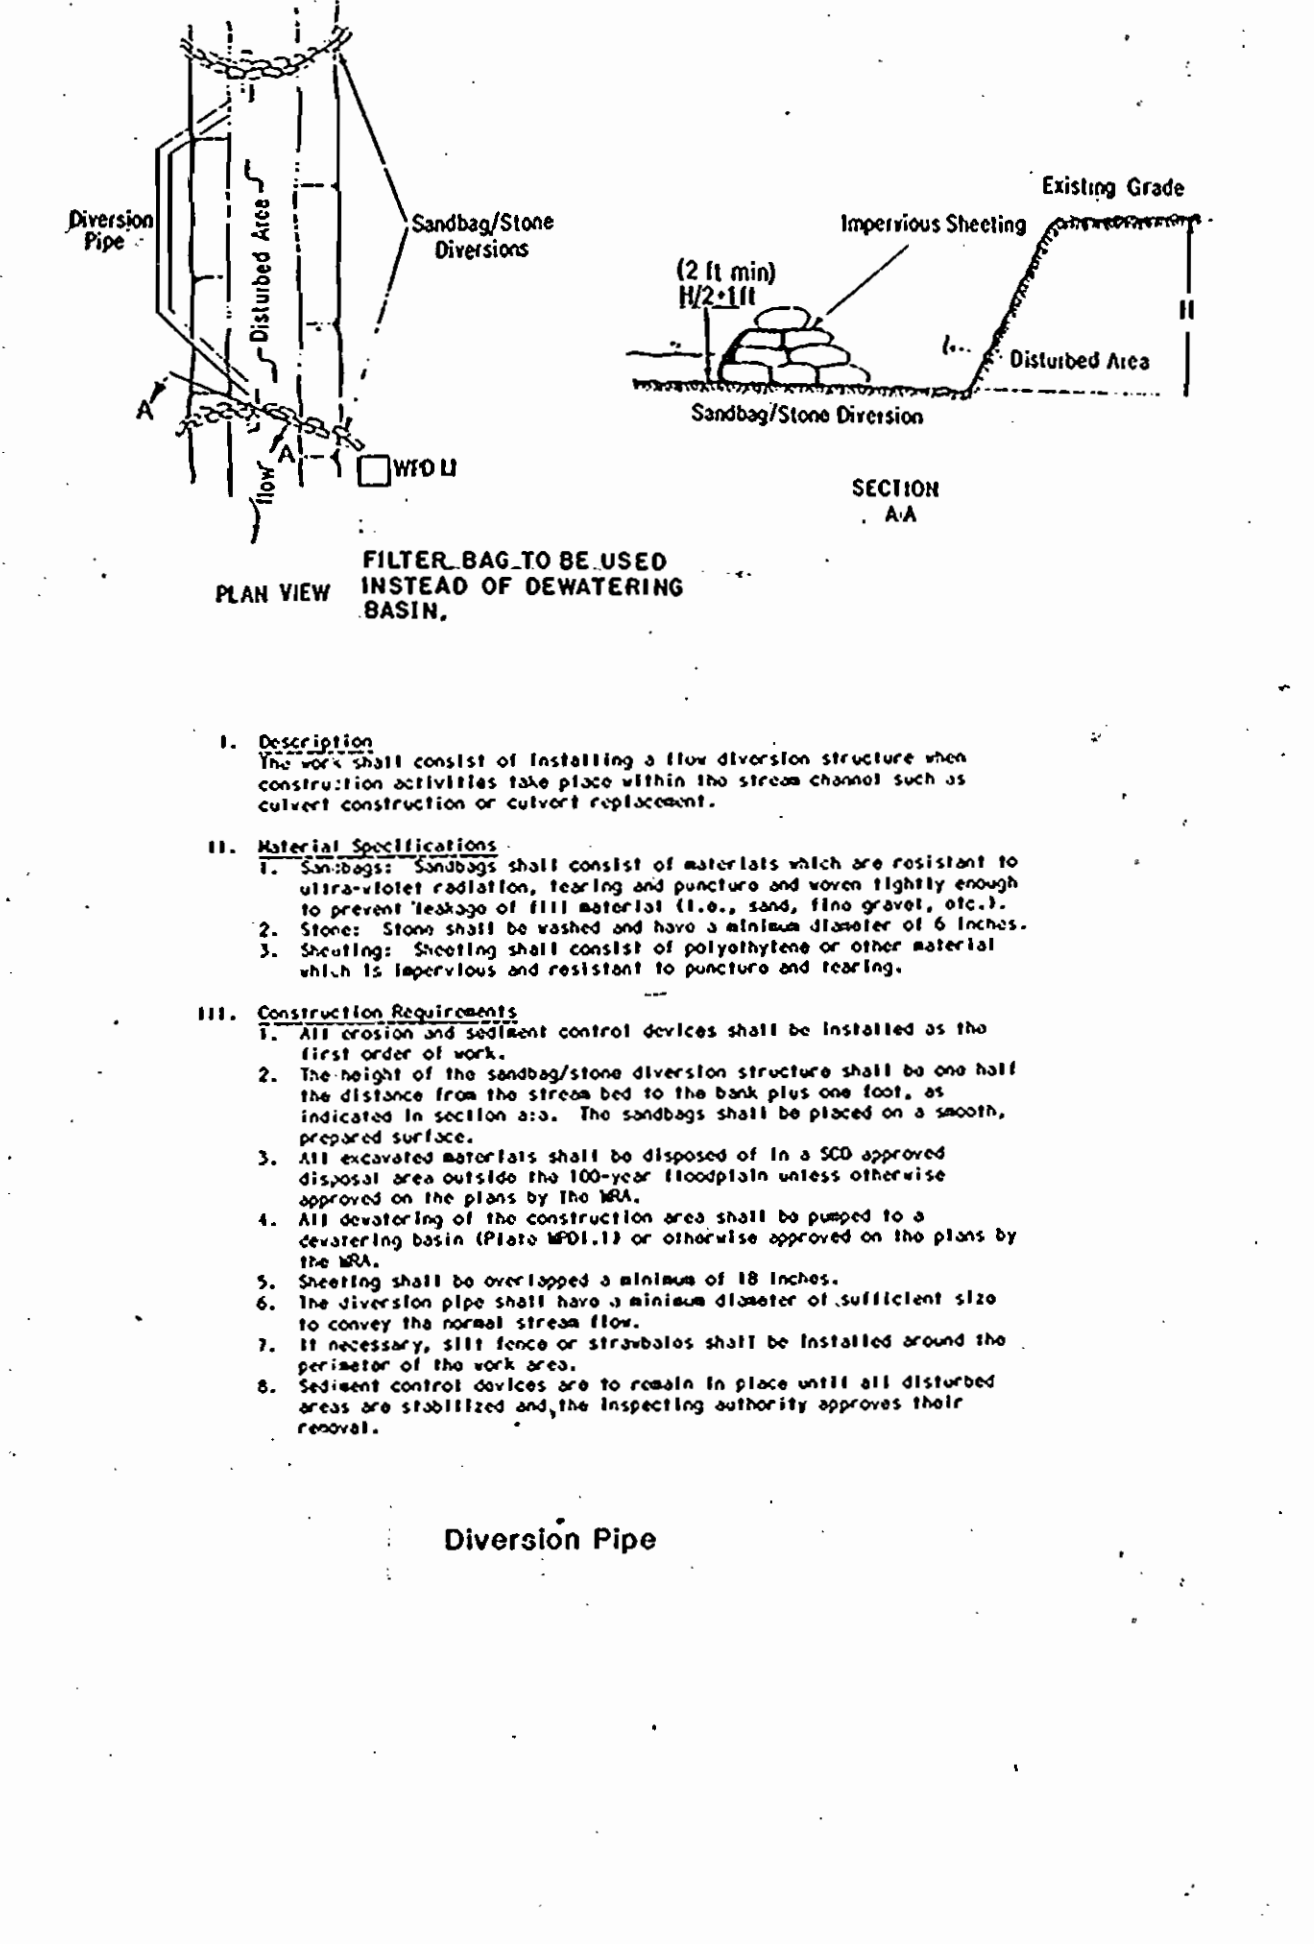 Diversion
Pipe
Disturbed Area
Sandbag/Stone
Diversions
A
A
flow
PLAN VIEW
FILTER BAG TO BE USED
INSTEAD OF DEWATERING
BASIN.
Existing Grade
Impervious Sheeting
(2 ft min)
H/2+1ft
H
Disturbed Area
Sandbag/Stone Diversion
SECTION
A-A
I. Description
The work shall consist of installing a flow diversion structure when
construction activities take place within the stream channel such as
culvert construction or culvert replacement.
II. Material Specifications
1. Sandbags: Sandbags shall consist of materials which are resistant to
ultra-violet radiation, tearing and puncture and woven tightly enough
to prevent leakage of fill material (i.e., sand, fine gravel, etc.).
2. Stone: Stone shall be washed and have a minimum diameter of 6 inches.
3. Sheeting: Sheeting shall consist of polyethylene or other material
which is impervious and resistant to puncture and tearing.
III. Construction Requirements
1. All erosion and sediment control devices shall be installed as the
first order of work.
2. The height of the sandbag/stone diversion structure shall be one half
the distance from the stream bed to the bank plus one foot, as
indicated in section a:a. The sandbags shall be placed on a smooth,
prepared surface.
3. All excavated materials shall be disposed of in a SCD approved
disposal area outside the 100-year floodplain unless otherwise
approved on the plans by the WRA.
4. All dewatering of the construction area shall be pumped to a
dewatering basin (Plate WPD1.1) or otherwise approved on the plans by
the WRA.
5. Sheeting shall be overlapped a minimum of 18 inches.
6. The diversion pipe shall have a minimum diameter of sufficient size
to convey the normal stream flow.
7. If necessary, silt fence or strawbales shall be installed around the
perimeter of the work area.
8. Sediment control devices are to remain in place until all disturbed
areas are stabilized and the inspecting authority approves their
removal.
Diversion Pipe